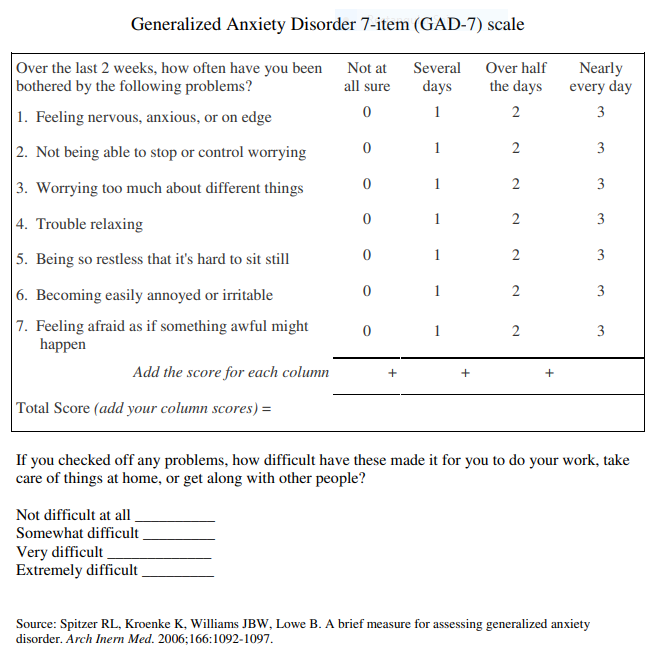 Generalized Anxiety Disorder 7-item (GAD-7) scale
Over the last 2 weeks, how often have you been Not at Several Over half Nearly
bothered by the following problems? all sure days the days every day
1. Feeling nervous, anxious, or on edge 0 1 2 3
2. Not being able to stop or control worrying 0 1 2 3
3. Worrying too much about different things 0 1 2 3
4. Trouble relaxing 0 1 2 3
5. Being so restless that it's hard to sit still 0 1 2 3
6. Becoming easily annoyed or irritable 0 1 2 3
7. Feeling afraid as if something awful might 0 1 2 3
happen
Add the score for each column + + +
Total Score (add your column scores) =
If you checked off any problems, how difficult have these made it for you to do your work, take
care of things at home, or get along with other people?
Not difficult at all __________
Somewhat difficult __________
Very difficult ______________
Extremely difficult __________
Source: Spitzer RL, Kroenke K, Williams JBW, Lowe B. A brief measure for assessing generalized anxiety
disorder. Arch Inern Med. 2006;166:1092-1097.